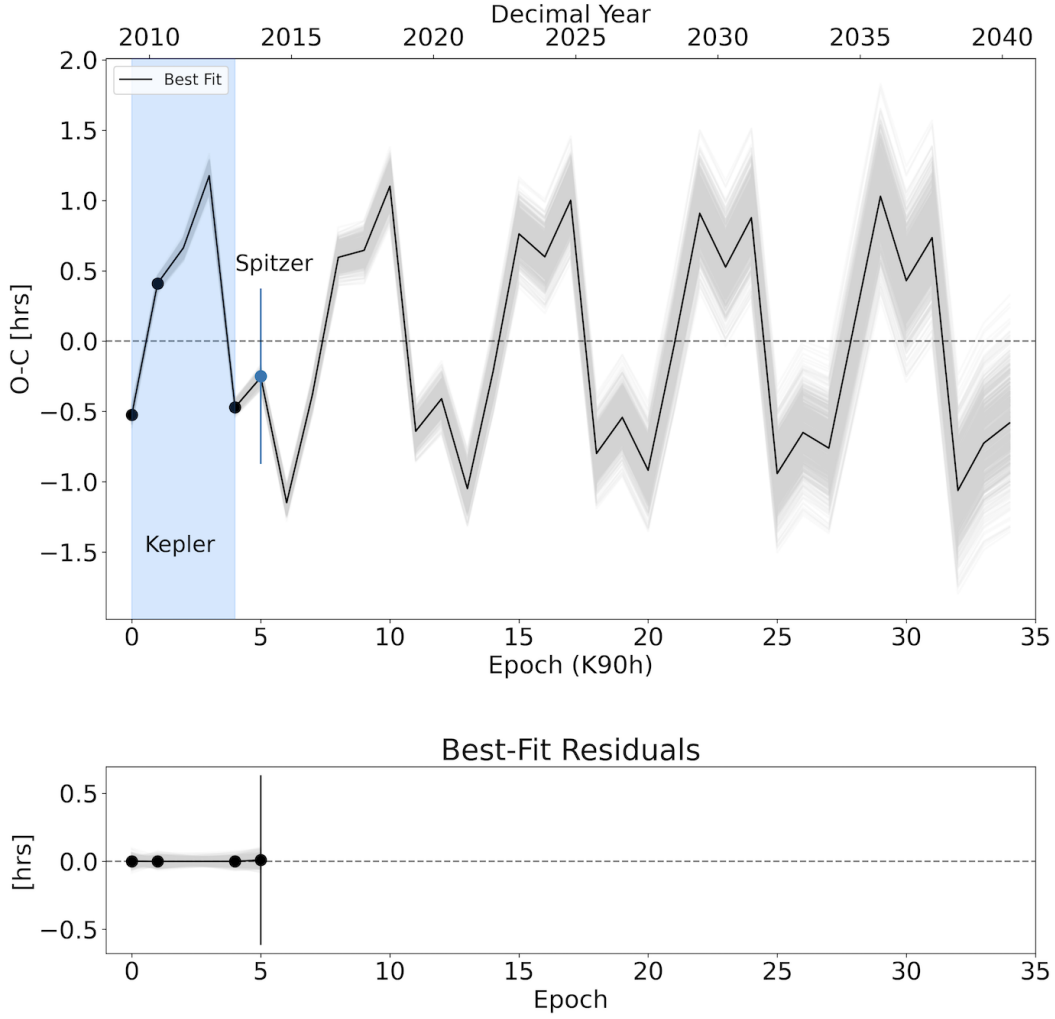 Decimal Year
2010 2015 2020 2025 2030 2035 2040
Best Fit
2.0
1.5
1.0
0.5
0.0
−0.5
−1.0
−1.5
O-C [hrs]
Spitzer
Kepler
0 5 10 15 20 25 30 35
Epoch (K90h)
Best-Fit Residuals
0.5
0.0
−0.5
[hrs]
0 5 10 15 20 25 30 35
Epoch